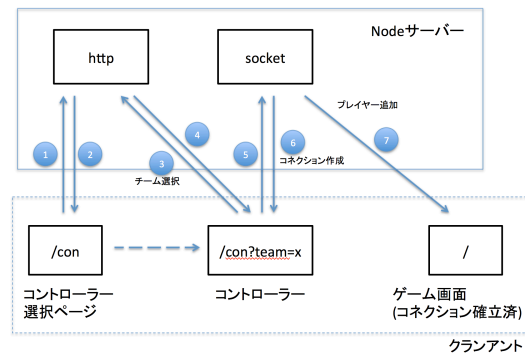 Nodeサーバー
http
socket
プレイヤー追加
1
2
3
4
5
6
7
チーム選択
コネクション作成
/con
/con?team=x
/
コントローラー
選択ページ
コントローラー
ゲーム画面
(コネクション確立済)
クランアント